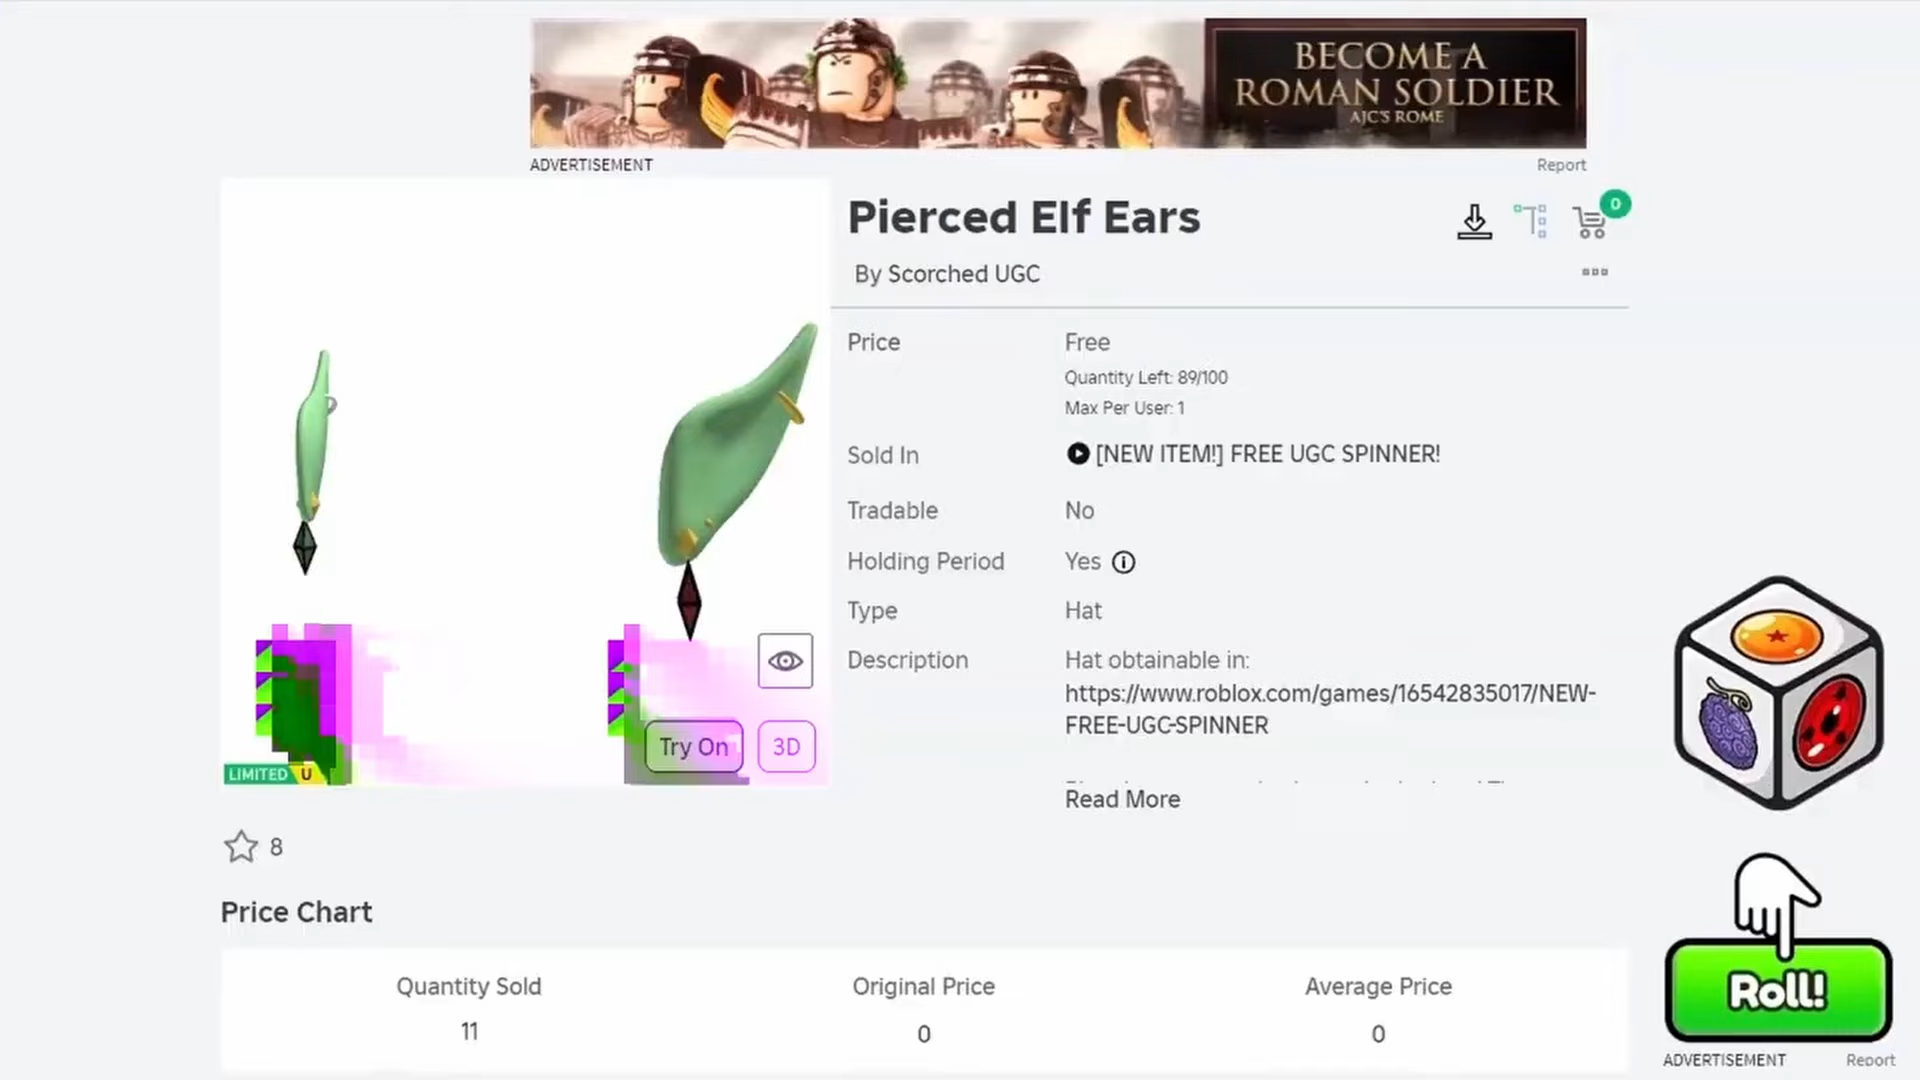 BECOME A
ROMAN SOLDIER
AJC'S ROME
ADVERTISEMENT
Report
Pierced Elf Ears
0
By Scorched UGC
Price
Free
Quantity Left: 89/100
Max Per User: 1
Sold In
[NEW ITEM!] FREE UGC SPINNER!
Tradable
No
Holding Period
Yes
Type
Hat
Description
Hat obtainable in:
https://www.roblox.com/games/16542835017/NEW-
FREE-UGC-SPINNER
Read More
Try On
3D
LIMITED U
8
Price Chart
Quantity Sold
Original Price
Average Price
11
0
0
Roll!
ADVERTISEMENT
Report